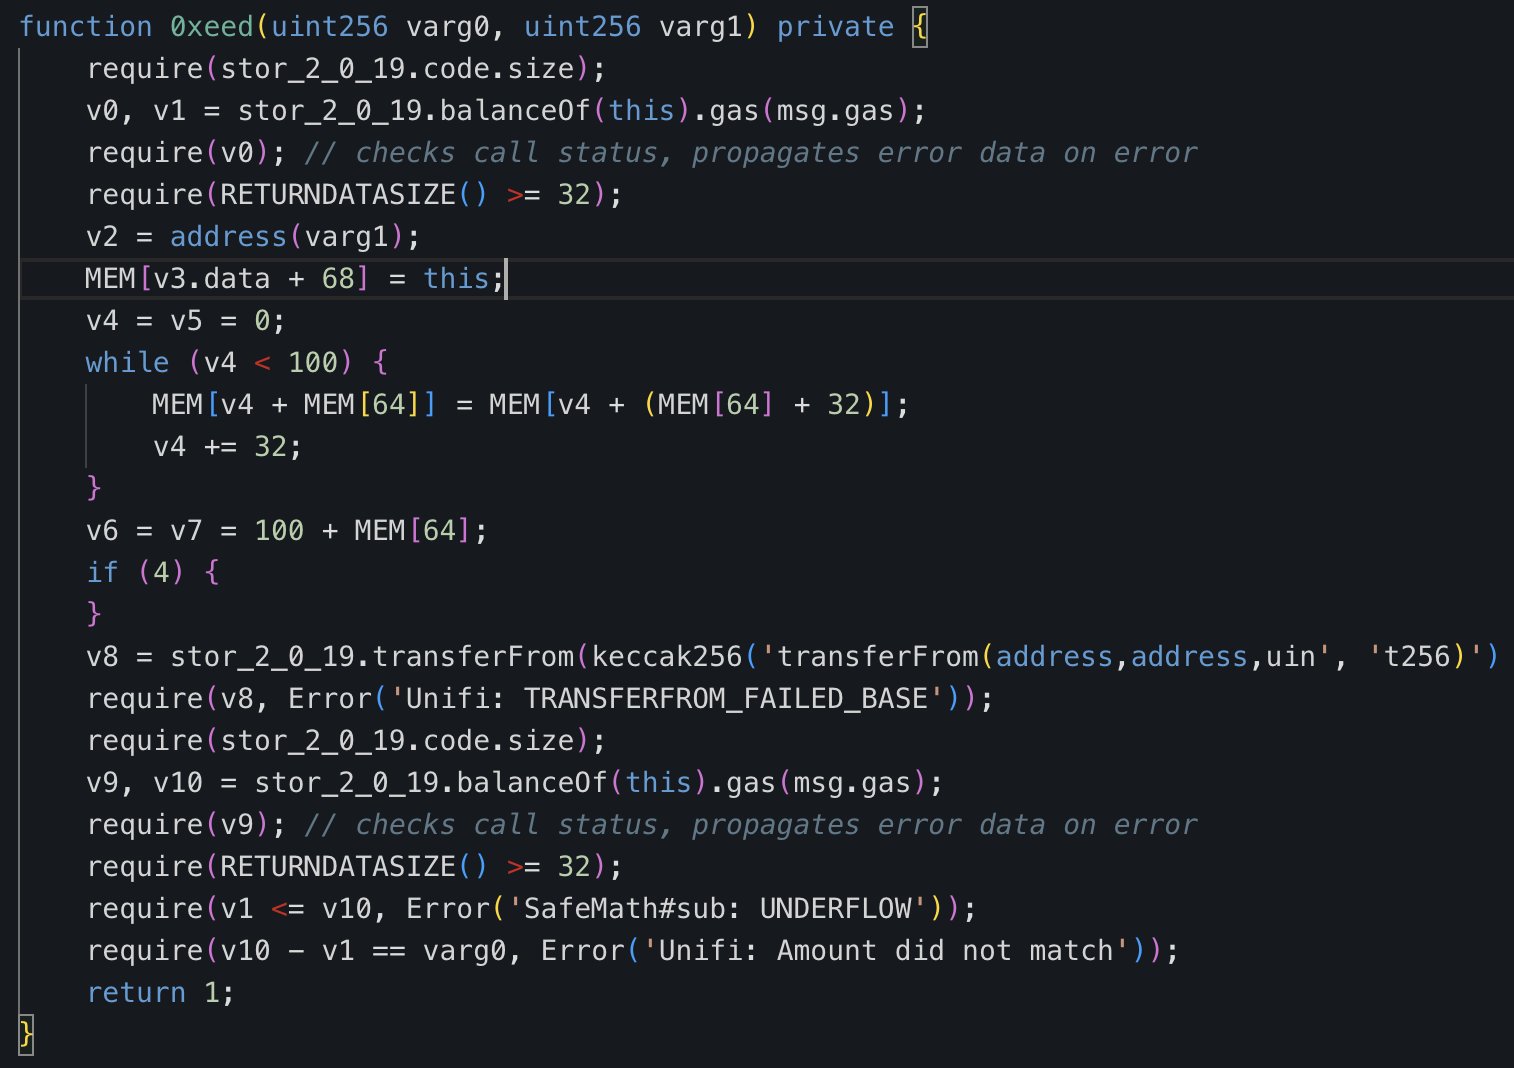 function 0xeed(uint256 varg0, uint256 varg1) private {
    require(stor_2_0_19.code.size);
    v0, v1 = stor_2_0_19.balanceOf(this).gas(msg.gas);
    require(v0); // checks call status, propagates error data on error
    require(RETURNDATASIZE() >= 32);
    v2 = address(varg1);
    MEM[v3.data + 68] = this;
    v4 = v5 = 0;
    while (v4 < 100) {
        MEM[v4 + MEM[64]] = MEM[v4 + (MEM[64] + 32)];
        v4 += 32;
    }
    v6 = v7 = 100 + MEM[64];
    if (4) {
    }
    v8 = stor_2_0_19.transferFrom(keccak256('transferFrom(address,address,uin', 't256)')
    require(v8, Error('Unifi: TRANSFERFROM_FAILED_BASE'));
    require(stor_2_0_19.code.size);
    v9, v10 = stor_2_0_19.balanceOf(this).gas(msg.gas);
    require(v9); // checks call status, propagates error data on error
    require(RETURNDATASIZE() >= 32);
    require(v1 <= v10, Error('SafeMath#sub: UNDERFLOW'));
    require(v10 - v1 == varg0, Error('Unifi: Amount did not match'));
    return 1;
}